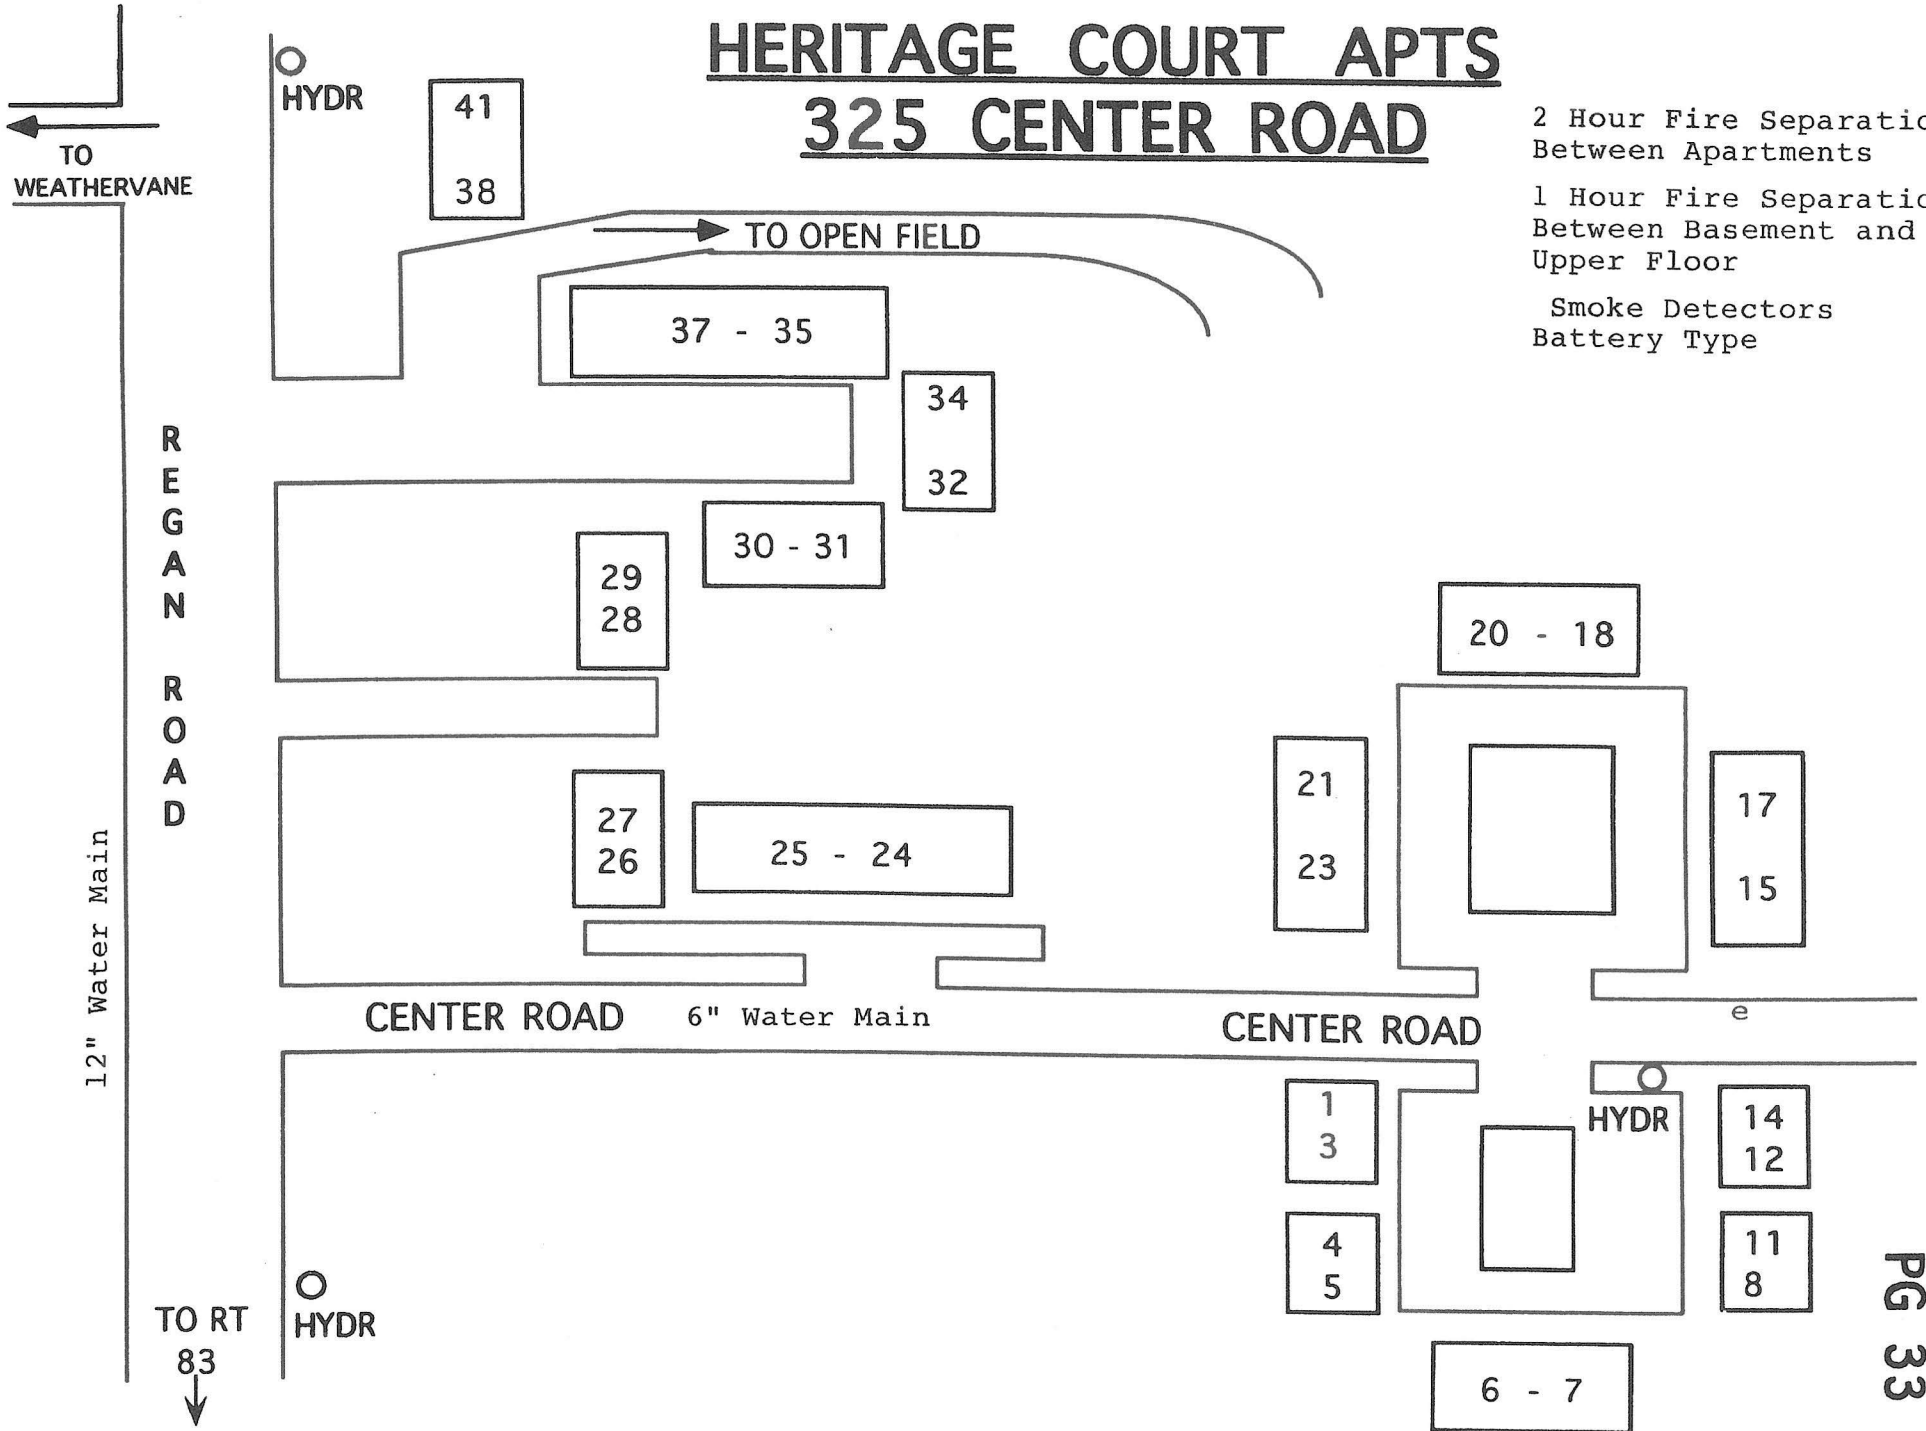 HERITAGE COURT APTS
325 CENTER ROAD
2 Hour Fire Separatio
Between Apartments
1 Hour Fire Separatio
Between Basement and
Upper Floor
Smoke Detectors
Battery Type
HYDR
41
38
TO
WEATHERVANE
TO OPEN FIELD
37 - 35
34
32
REGAN ROAD
30 - 31
29
28
20 - 18
27
26
25 - 24
21
23
17
15
12" Water Main
CENTER ROAD
6" Water Main
CENTER ROAD
e
1
3
HYDR
14
12
4
5
11
8
TO RT
83
HYDR
6 - 7
PG 33